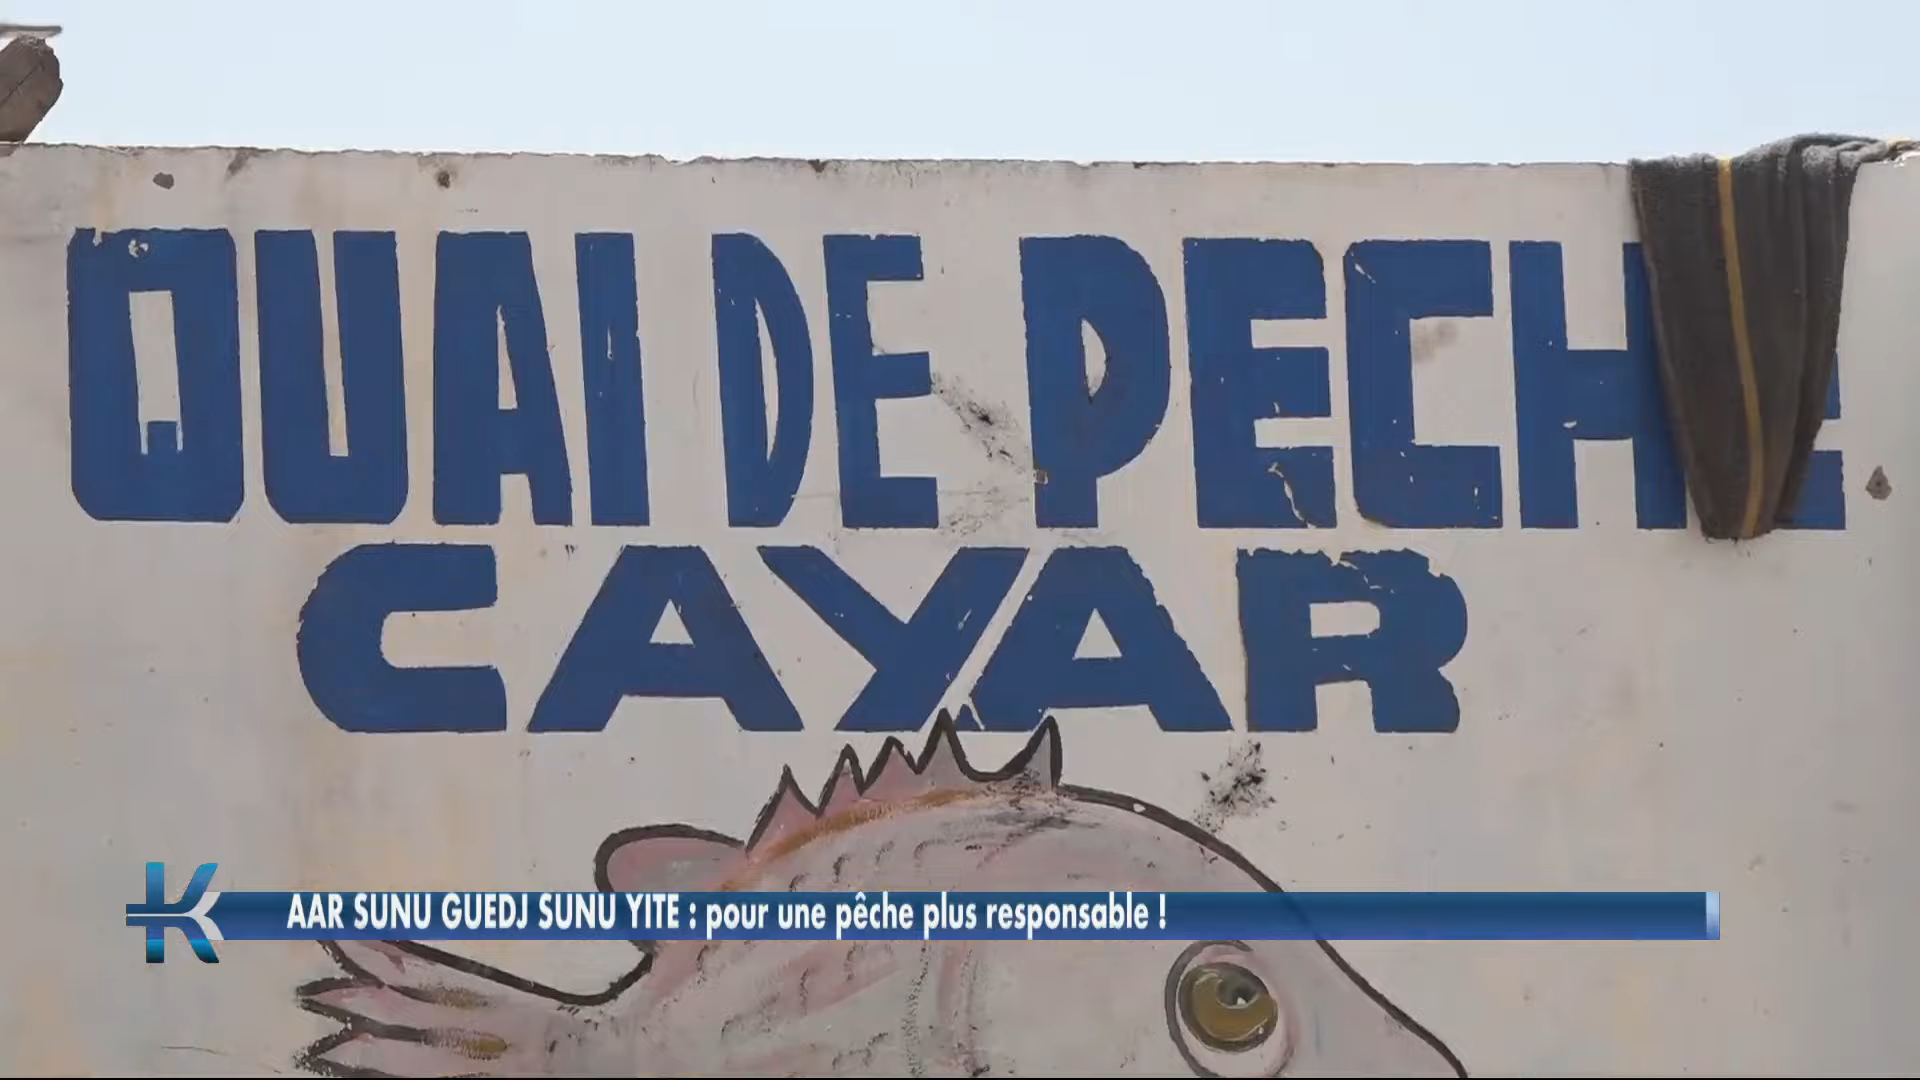 QUAI DE PECHE
CAYAR
K
AAR SUNU GUEDJ SUNU YITE : pour une pêche plus responsable !